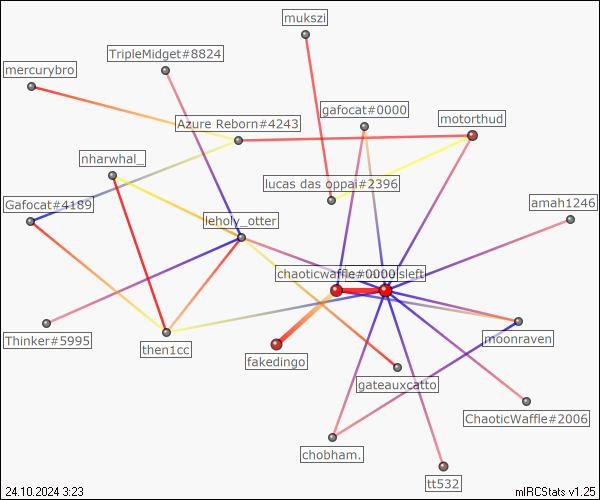 mukszi
TripleMidget#8824
mercurybro
gafocat#0000
Azure Reborn#4243
motorthud
nharwhal_
lucas das oppai#2396
Gafocat#4189
amah1246
leholy_otter
chaoticwaffle#0000
sleft
Thinker#5995
then1cc
moonraven
fakedingo
gateauxcatto
ChaoticWaffle#2006
chobham.
tt532
24.10.2024 3:23
mIRCStats v1.25